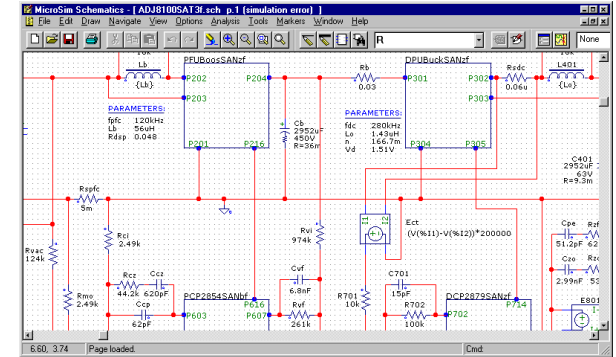 MicroSim Schematics - [ ADJ8100SAT3f.sch p.1 (simulation error) ]
File Edit Draw Navigate View Options Analysis Tools Markers Window Help
R
None
Lb
{Lb}
PFUBoosSANzf
P202
P204
P203
P201
P216
PARAMETERS:
fpfc 120kHz
Lb 56uH
Rdsp 0.048
Cb
2952uF
450V
R=36m
Rb
0.03
DPUBuckSANzf
P301
P302
P303
P304
P305
Rsdc
0.06u
L401
{Lo}
PARAMETERS:
fdc 280kHz
Lo 1.43uH
n 166.7m
Vd 1.51V
C401
2952uF
63V
R=9.3m
Rspfc
5m
Rvac
124k
Rci
2.49k
Rmo
2.49k
Rcz
44.2k
Ccz
620pF
Ccp
62pF
PCP2854SANbf
P603
P616
P607
Rvi
974k
Cvf
6.8nF
Rvf
261k
I1
I2
Ect
(V(%I1)-V(%I2))*200000
R701
10k
C701
15pF
R702
100k
DCP2879SANzf
P702
P714
Cpe
51.2pF
Rzf
62
Czo
2.99nF
Rzc
53
E801
6.60, 3.74
Page loaded.
Cmd: